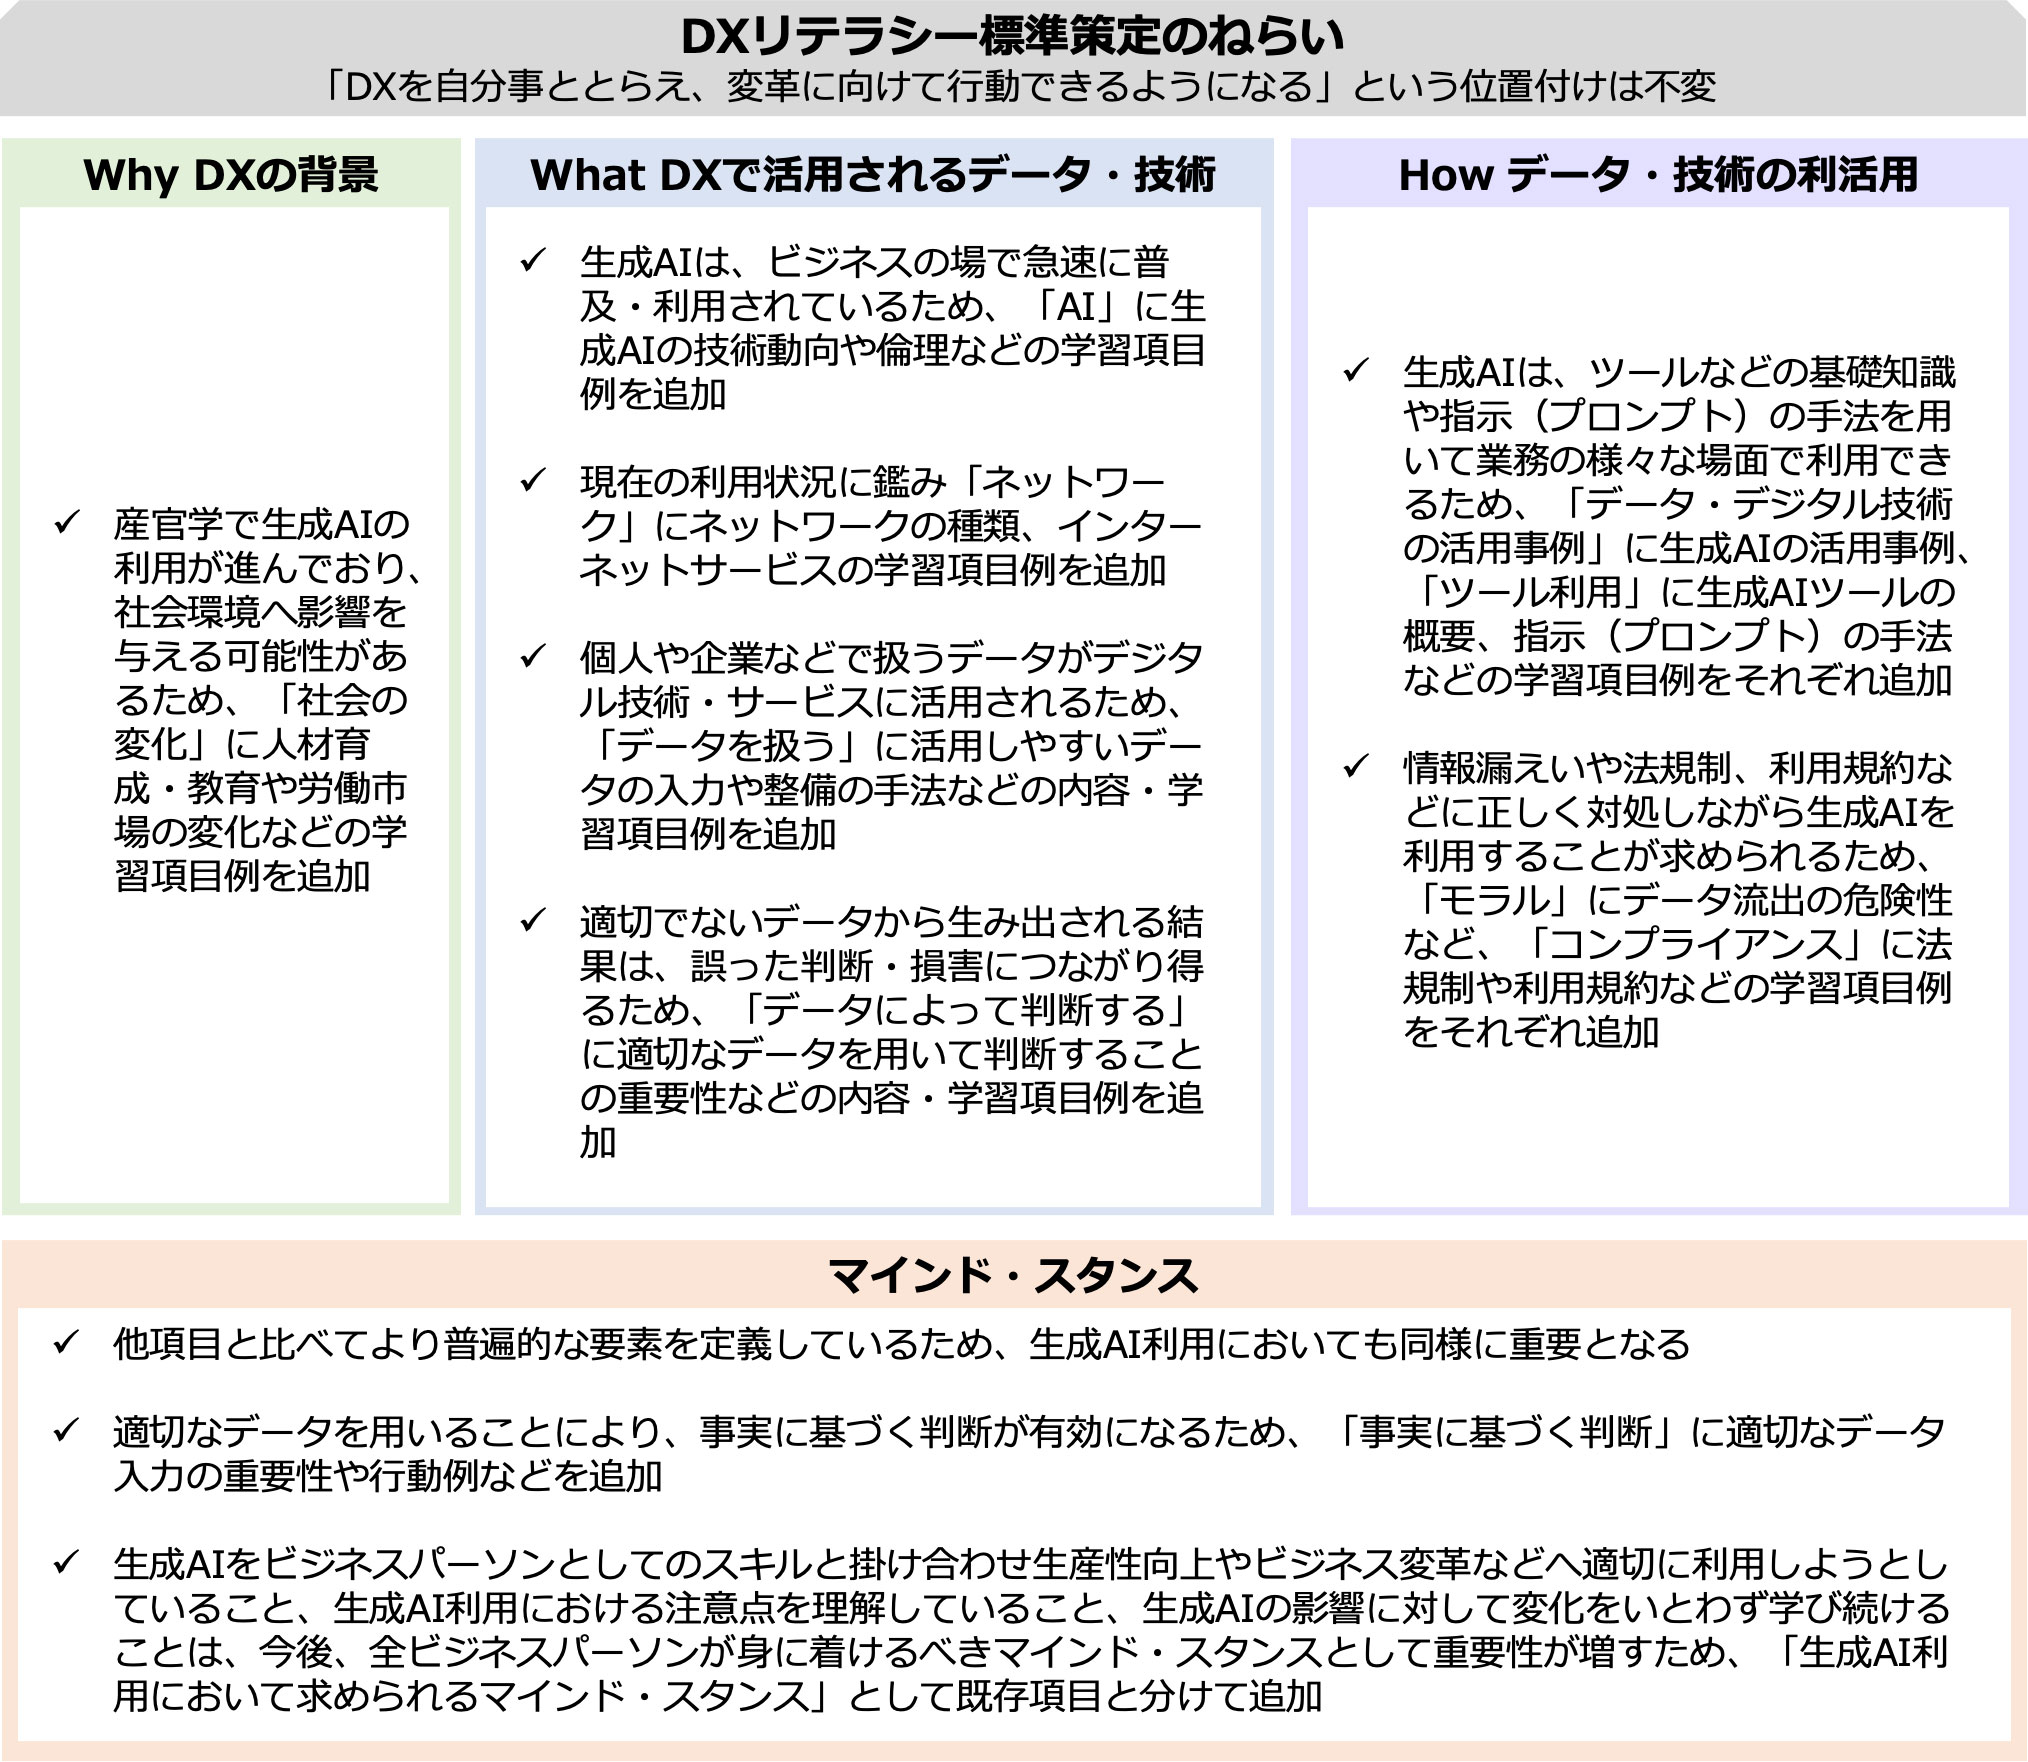 DXリテラシー標準策定のねらい
「DXを自分事ととらえ、変革に向けて行動できるようになる」という位置付けは不変
Why DXの背景
✓ 産官学で生成AIの
利用が進んでおり、
社会環境へ影響を
与える可能性があ
るため、「社会の
変化」に人材育
成・教育や労働市
場の変化などの学
習項目例を追加
What DXで活用されるデータ・技術
✓ 生成AIは、ビジネスの場で急速に普
及・利用されているため、「AI」に生
成AIの技術動向や倫理などの学習項目
例を追加
✓ 現在の利用状況に鑑み「ネットワー
ク」にネットワークの種類、インター
ネットサービスの学習項目例を追加
✓ 個人や企業などで扱うデータがデジタ
ル技術・サービスに活用されるため、
「データを扱う」に活用しやすいデー
タの入力や整備の手法などの内容・学
習項目例を追加
✓ 適切でないデータから生み出される結
果は、誤った判断・損害につながり得
るため、「データによって判断する」
に適切なデータを用いて判断すること
の重要性などの内容・学習項目例を追
加
How データ・技術の利活用
✓ 生成AIは、ツールなどの基礎知識
や指示（プロンプト）の手法を用
いて業務の様々な場面で利用でき
るため、「データ・デジタル技術
の活用事例」に生成AIの活用事例、
「ツール利用」に生成AIツールの
概要、指示（プロンプト）の手法
などの学習項目例をそれぞれ追加
✓ 情報漏えいや法規制、利用規約な
どに正しく対処しながら生成AIを
利用することが求められるため、
「モラル」にデータ流出の危険性
など、「コンプライアンス」に法
規制や利用規約などの学習項目例
をそれぞれ追加
マインド・スタンス
✓ 他項目と比べてより普遍的な要素を定義しているため、生成AI利用においても同様に重要となる
✓ 適切なデータを用いることにより、事実に基づく判断が有効になるため、「事実に基づく判断」に適切なデータ
入力の重要性や行動例などを追加
✓ 生成AIをビジネスパーソンとしてのスキルと掛け合わせ生産性向上やビジネス変革などへ適切に利用しようとし
ていること、生成AI利用における注意点を理解していること、生成AIの影響に対して変化をいとわず学び続ける
ことは、今後、全ビジネスパーソンが身に着けるべきマインド・スタンスとして重要性が増すため、「生成AI利
用において求められるマインド・スタンス」として既存項目と分けて追加